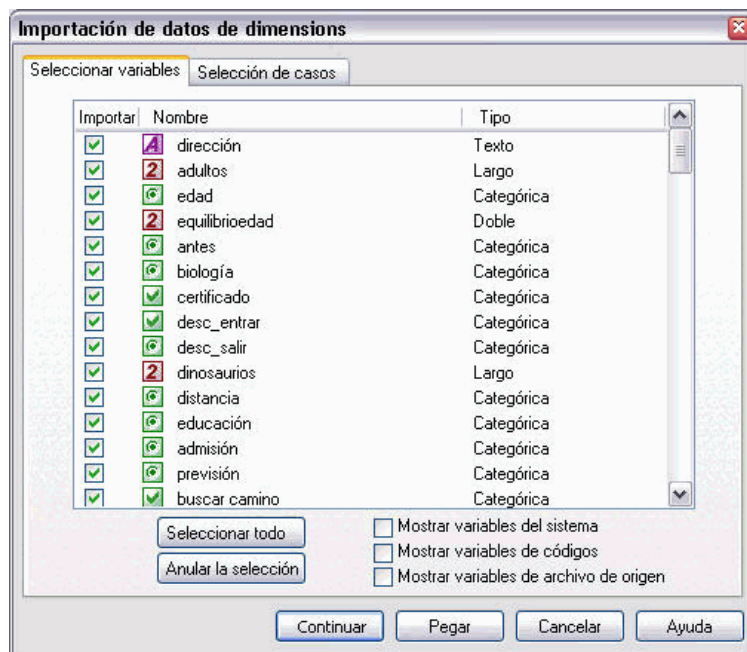 Importación de datos de dimensions
Seleccionar variables Selección de casos
Importar Nombre Tipo
dirección Texto
adultos Largo
edad Categórica
equilibrioedad Doble
antes Categórica
biología Categórica
certificado Categórica
desc_entrar Categórica
desc_salir Categórica
dinosaurios Largo
distancia Categórica
educación Categórica
admisión Categórica
previsión Categórica
buscar camino Categórica
Seleccionar todo
Mostrar variables del sistema
Mostrar variables de códigos
Anular la selección
Mostrar variables de archivo de origen
Continuar Pegar Cancelar Ayuda